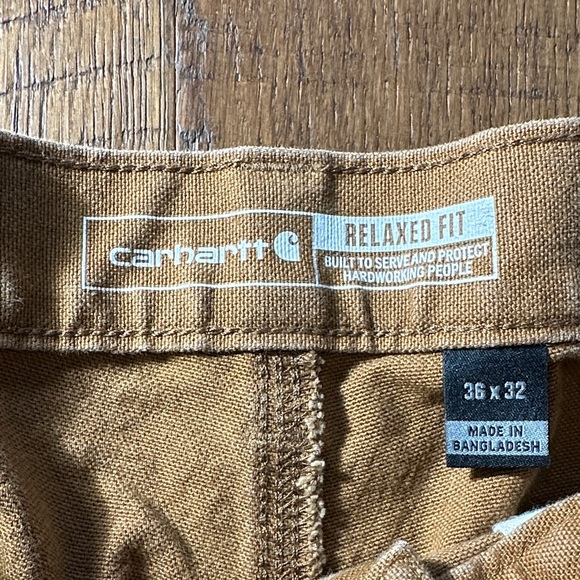 carhartt
RELAXED FIT
BUILT TO SERVE AND PROTECT
HARDWORKING PEOPLE
36 x 32
MADE IN
BANGLADESH